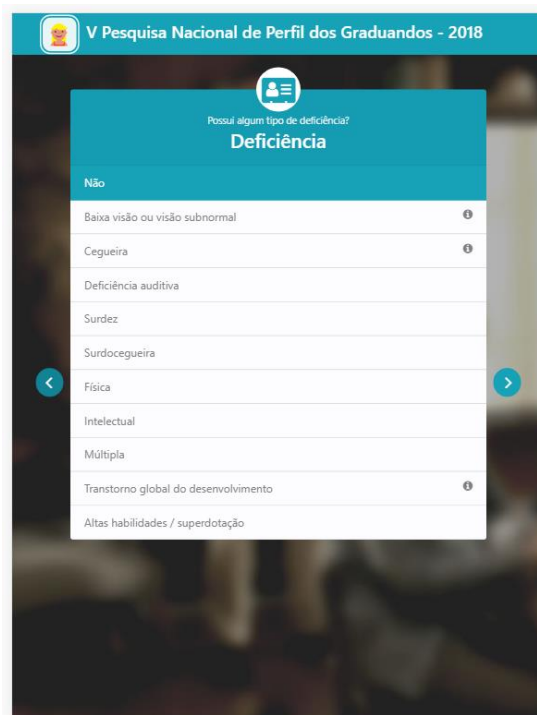 V Pesquisa Nacional de Perfil dos Graduandos - 2018
Possui algum tipo de deficiência?
Deficiência
Não
Baixa visão ou visão subnormal
Cegueira
Deficiência auditiva
Surdez
Surdocegueira
Física
Intelectual
Múltipla
Transtorno global do desenvolvimento
Altas habilidades / superdotação